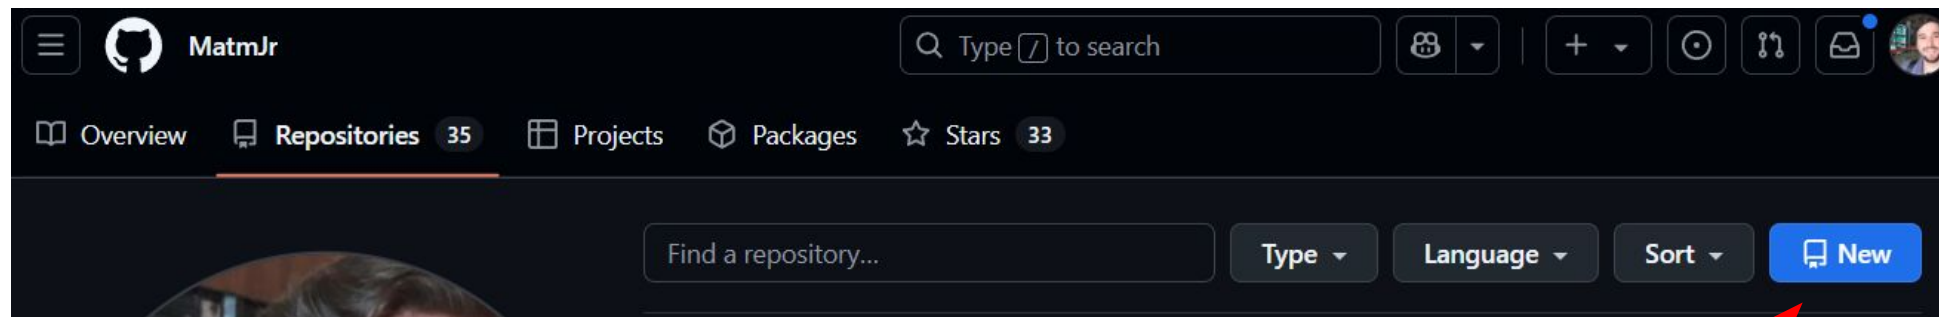 MatmJr
Type / to search
Overview Repositories 35 Projects Packages Stars 33
Find a repository... Type Language Sort New